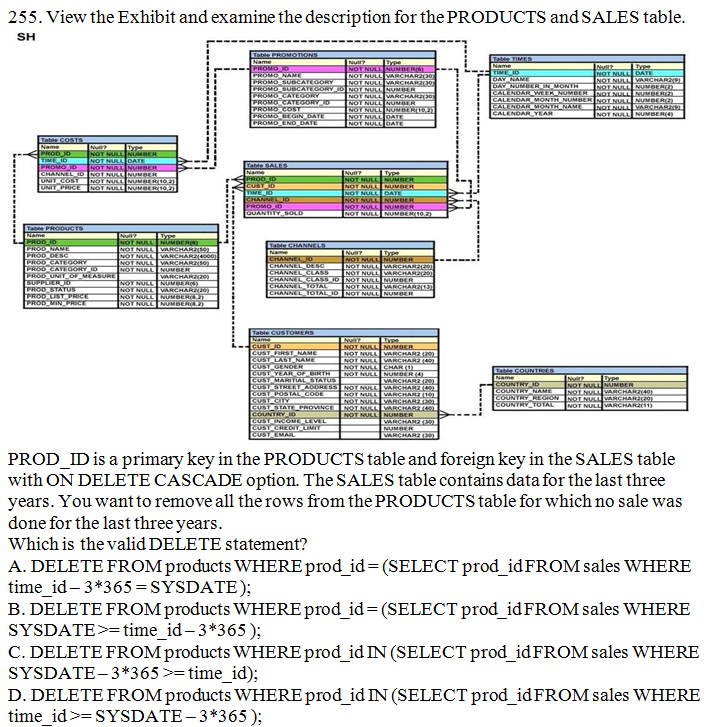 255. View the Exhibit and examine the description for the PRODUCTS and SALES table.
SH
Table PROMOTIONS
Name Null? Type
PROMO_ID NOT NULL NUMBER(6)
PROMO_NAME NOT NULL VARCHAR2(30)
PROMO_SUBCATEGORY NOT NULL VARCHAR2(30)
PROMO_SUBCATEGORY_ID NOT NULL NUMBER
PROMO_CATEGORY NOT NULL VARCHAR2(30)
PROMO_CATEGORY_ID NOT NULL NUMBER
PROMO_COST NOT NULL NUMBER(10,2)
PROMO_BEGIN_DATE NOT NULL DATE
PROMO_END_DATE NOT NULL DATE
Table TIMES
Name Null? Type
TIME_ID NOT NULL DATE
DAY_NAME NOT NULL VARCHAR2(9)
DAY_NUMBER_IN_MONTH NOT NULL NUMBER(2)
CALENDAR_WEEK_NUMBER NOT NULL NUMBER(2)
CALENDAR_MONTH_NUMBER NOT NULL NUMBER(2)
CALENDAR_MONTH_NAME NOT NULL VARCHAR2(9)
CALENDAR_YEAR NOT NULL NUMBER(4)
Table COSTS
Name Null? Type
PROD_ID NOT NULL NUMBER
TIME_ID NOT NULL DATE
PROMO_ID NOT NULL NUMBER
CHANNEL_ID NOT NULL NUMBER
UNIT_COST NOT NULL NUMBER(10,2)
UNIT_PRICE NOT NULL NUMBER(10,2)
Table SALES
Name Null? Type
PROD_ID NOT NULL NUMBER
CUST_ID NOT NULL NUMBER
TIME_ID NOT NULL DATE
CHANNEL_ID NOT NULL NUMBER
PROMO_ID NOT NULL NUMBER
QUANTITY_SOLD NOT NULL NUMBER(10,2)
Table PRODUCTS
Name Null? Type
PROD_ID NOT NULL NUMBER(6)
PROD_NAME NOT NULL VARCHAR2(50)
PROD_DESC NOT NULL VARCHAR2(4000)
PROD_CATEGORY NOT NULL VARCHAR2(50)
PROD_CATEGORY_ID NOT NULL NUMBER
PROD_UNIT_OF_MEASURE VARCHAR2(20)
SUPPLIER_ID NOT NULL NUMBER(6)
PROD_STATUS NOT NULL VARCHAR2(20)
PROD_LIST_PRICE NOT NULL NUMBER(8,2)
PROD_MIN_PRICE NOT NULL NUMBER(8,2)
Table CHANNELS
Name Null? Type
CHANNEL_ID NOT NULL NUMBER
CHANNEL_DESC NOT NULL VARCHAR2(20)
CHANNEL_CLASS NOT NULL VARCHAR2(20)
CHANNEL_CLASS_ID NOT NULL NUMBER
CHANNEL_TOTAL NOT NULL VARCHAR2(13)
CHANNEL_TOTAL_ID NOT NULL NUMBER
Table CUSTOMERS
Name Null? Type
CUST_ID NOT NULL NUMBER
CUST_FIRST_NAME NOT NULL VARCHAR2 (20)
CUST_LAST_NAME NOT NULL VARCHAR2 (40)
CUST_GENDER NOT NULL CHAR (1)
CUST_YEAR_OF_BIRTH NOT NULL NUMBER (4)
CUST_MARITIAL_STATUS VARCHAR2 (20)
CUST_STREET_ADDRESS NOT NULL VARCHAR2 (40)
CUST_POSTAL_CODE NOT NULL VARCHAR2 (10)
CUST_CITY NOT NULL VARCHAR2 (30)
CUST_STATE_PROVINCE NOT NULL VARCHAR2 (40)
COUNTRY_ID NOT NULL NUMBER
CUST_INCOME_LEVEL VARCHAR2 (30)
CUST_CREDIT_LIMIT NUMBER
CUST_EMAIL VARCHAR2 (30)
Table COUNTRIES
Name Null? Type
COUNTRY_ID NOT NULL NUMBER
COUNTRY_NAME NOT NULL VARCHAR2(40)
COUNTRY_REGION NOT NULL VARCHAR2(20)
COUNTRY_TOTAL NOT NULL VARCHAR2(11)
PROD_ID is a primary key in the PRODUCTS table and foreign key in the SALES table
with ON DELETE CASCADE option. The SALES table contains data for the last three
years. You want to remove all the rows from the PRODUCTS table for which no sale was
done for the last three years.
Which is the valid DELETE statement?
A. DELETE FROM products WHERE prod_id = (SELECT prod_id FROM sales WHERE
time_id – 3*365 = SYSDATE );
B. DELETE FROM products WHERE prod_id = (SELECT prod_id FROM sales WHERE
SYSDATE >= time_id – 3*365 );
C. DELETE FROM products WHERE prod_id IN (SELECT prod_id FROM sales WHERE
SYSDATE – 3*365 >= time_id);
D. DELETE FROM products WHERE prod_id IN (SELECT prod_id FROM sales WHERE
time_id >= SYSDATE – 3*365 );